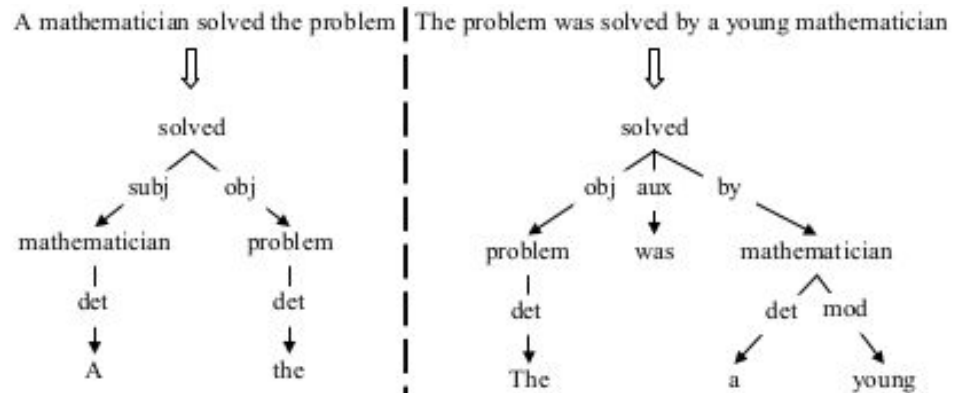 A mathematician solved the problem
The problem was solved by a young mathematician
solved
subj obj
mathematician problem
det det
A the
solved
obj aux by
problem was mathematician
det det mod
The a young